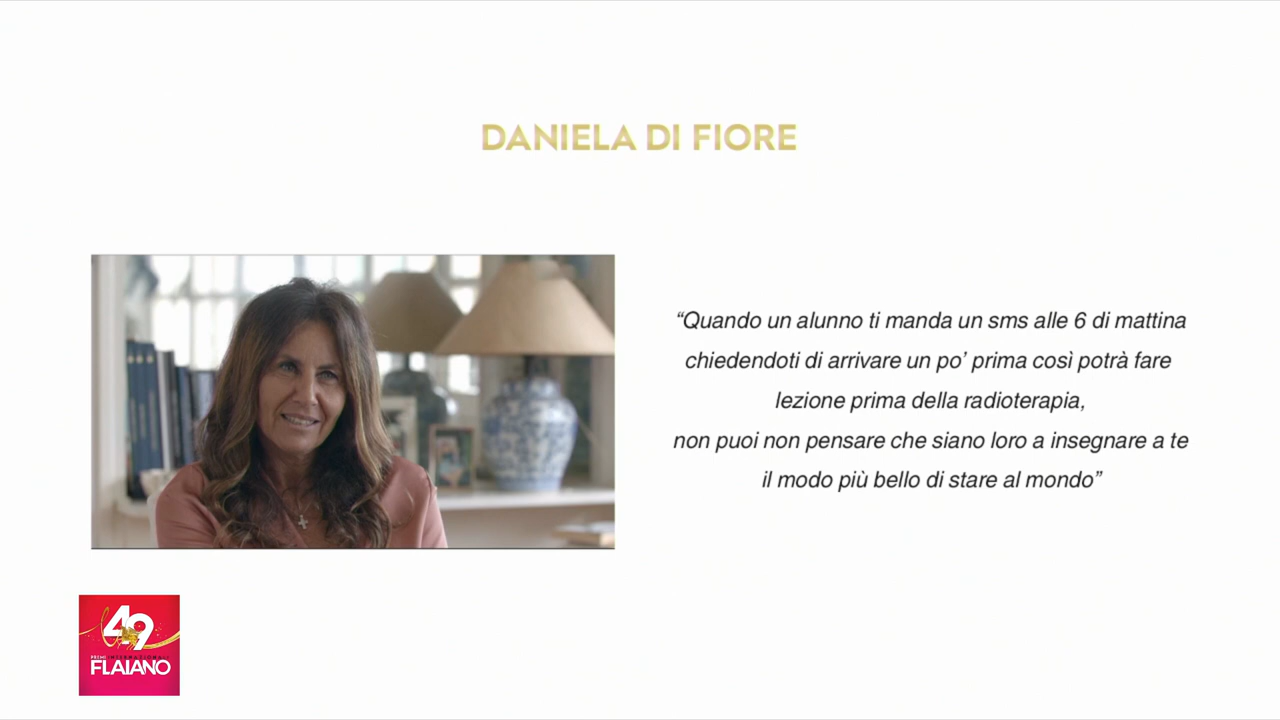 DANIELA DI FIORE
“Quando un alunno ti manda un sms alle 6 di mattina
chiedendoti di arrivare un po’ prima così potrà fare
lezione prima della radioterapia,
non puoi non pensare che siano loro a insegnare a te
il modo più bello di stare al mondo”
49
PREMI INTERNAZIONALI
FLAIANO